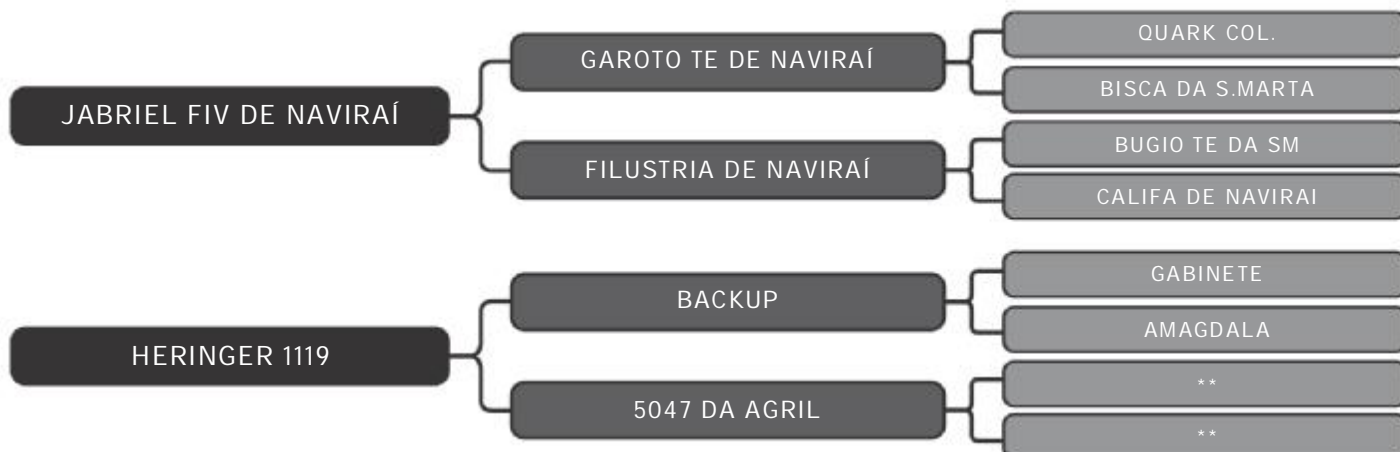 JABRIEL FIV DE NAVIRAÍ
GAROTO TE DE NAVIRAÍ
QUARK COL.
BISCA DA S.MARTA
FILUSTRIA DE NAVIRAÍ
BUGIO TE DA SM
CALIFA DE NAVIRAI
HERINGER 1119
BACKUP
GABINETE
AMAGDALA
5047 DA AGRIL
**
**